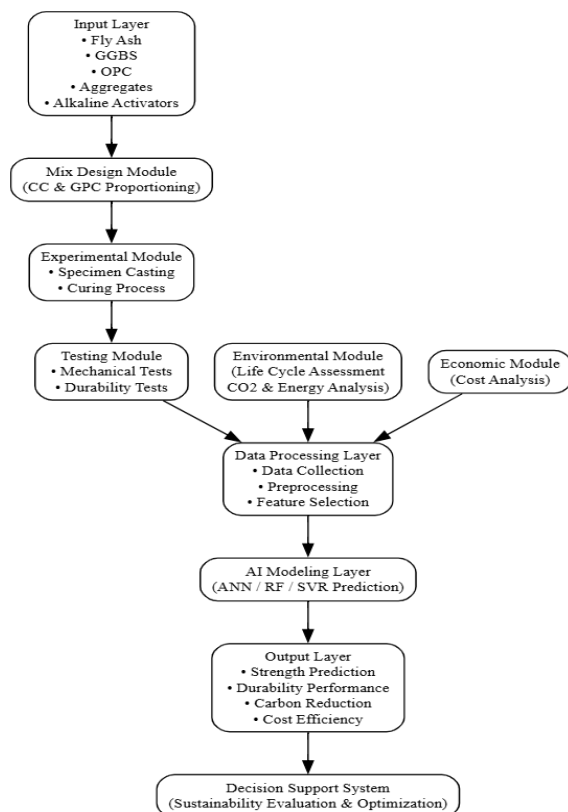 Input Layer
• Fly Ash
• GGBS
• OPC
• Aggregates
• Alkaline Activators
Mix Design Module
(CC & GPC Proportioning)
Experimental Module
• Specimen Casting
• Curing Process
Testing Module
• Mechanical Tests
• Durability Tests
Environmental Module
(Life Cycle Assessment
CO2 & Energy Analysis)
Economic Module
(Cost Analysis)
Data Processing Layer
• Data Collection
• Preprocessing
• Feature Selection
AI Modeling Layer
(ANN / RF / SVR Prediction)
Output Layer
• Strength Prediction
• Durability Performance
• Carbon Reduction
• Cost Efficiency
Decision Support System
(Sustainability Evaluation & Optimization)